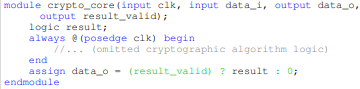 module crypto_core(input clk, input data_i, output data_o,
output result_valid);
logic result;
always @(posedge clk) begin
//... (omitted cryptographic algorithm logic)
end
assign data_o = (result_valid) ? result : 0;
endmodule